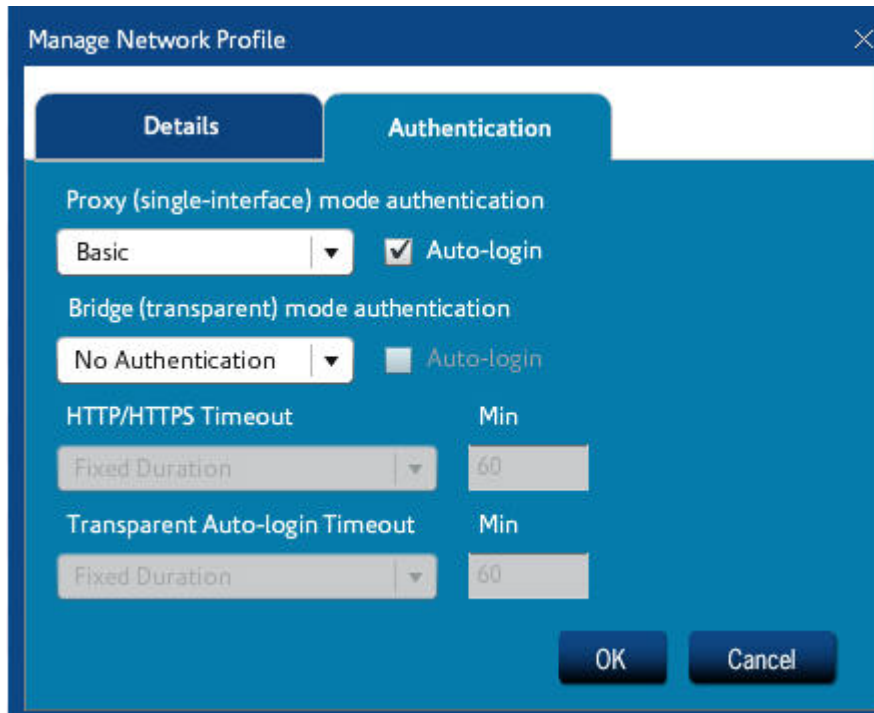 Manage Network Profile
Details Authentication
Proxy (single-interface) mode authentication
Basic Auto-login
Bridge (transparent) mode authentication
No Authentication Auto-login
HTTP/HTTPS Timeout Min
Fixed Duration 60
Transparent Auto-login Timeout Min
Fixed Duration 60
OK Cancel